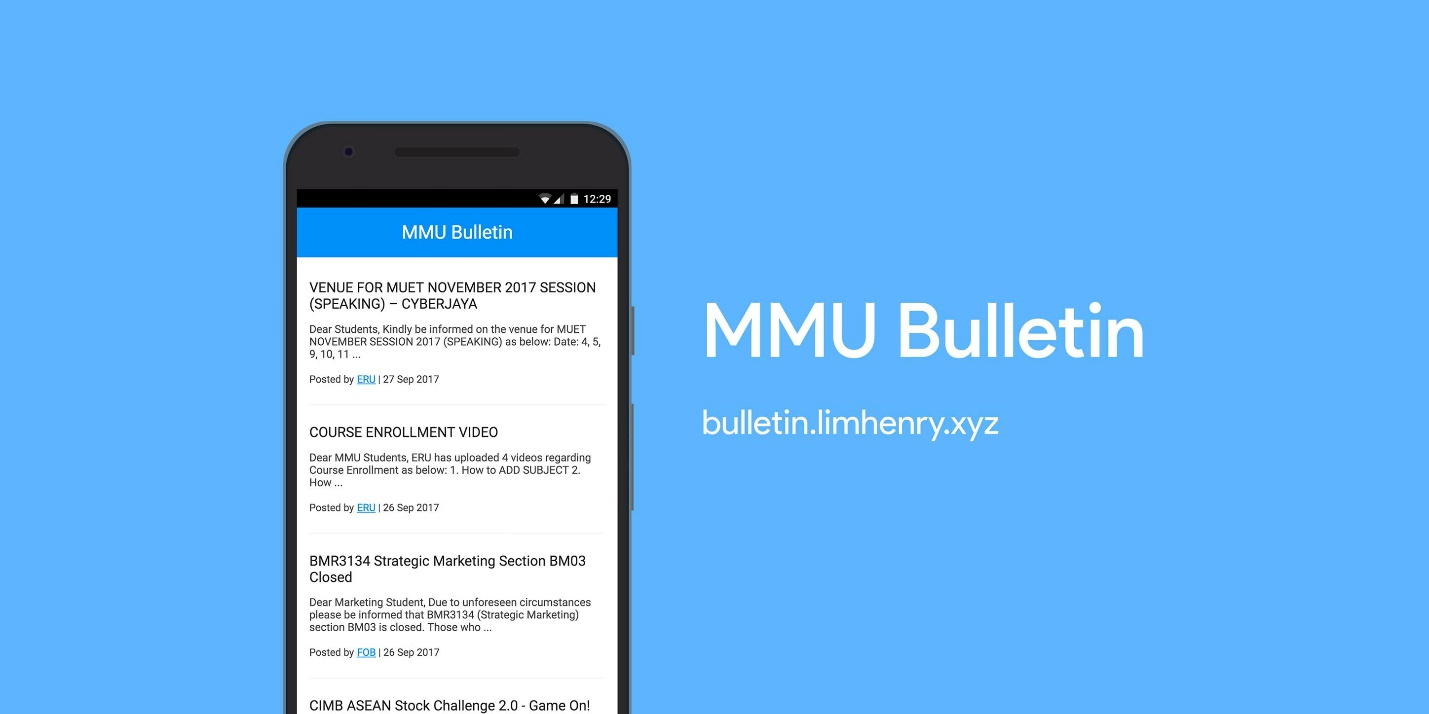 12:29
MMU Bulletin
VENUE FOR MUET NOVEMBER 2017 SESSION
(SPEAKING) – CYBERJAYA
Dear Students, Kindly be informed on the venue for MUET
NOVEMBER SESSION 2017 (SPEAKING) as below: Date: 4, 5,
9, 10, 11 ...
Posted by ERU | 27 Sep 2017
COURSE ENROLLMENT VIDEO
Dear MMU Students, ERU has uploaded 4 videos regarding
Course Enrollment as below: 1. How to ADD SUBJECT 2.
How ...
Posted by ERU | 26 Sep 2017
BMR3134 Strategic Marketing Section BM03
Closed
Dear Marketing Student, Due to unforeseen circumstances
please be informed that BMR3134 (Strategic Marketing)
section BM03 is closed. Those who ...
Posted by FOB | 26 Sep 2017
CIMB ASEAN Stock Challenge 2.0 - Game On!
MMU Bulletin
bulletin.limhenry.xyz